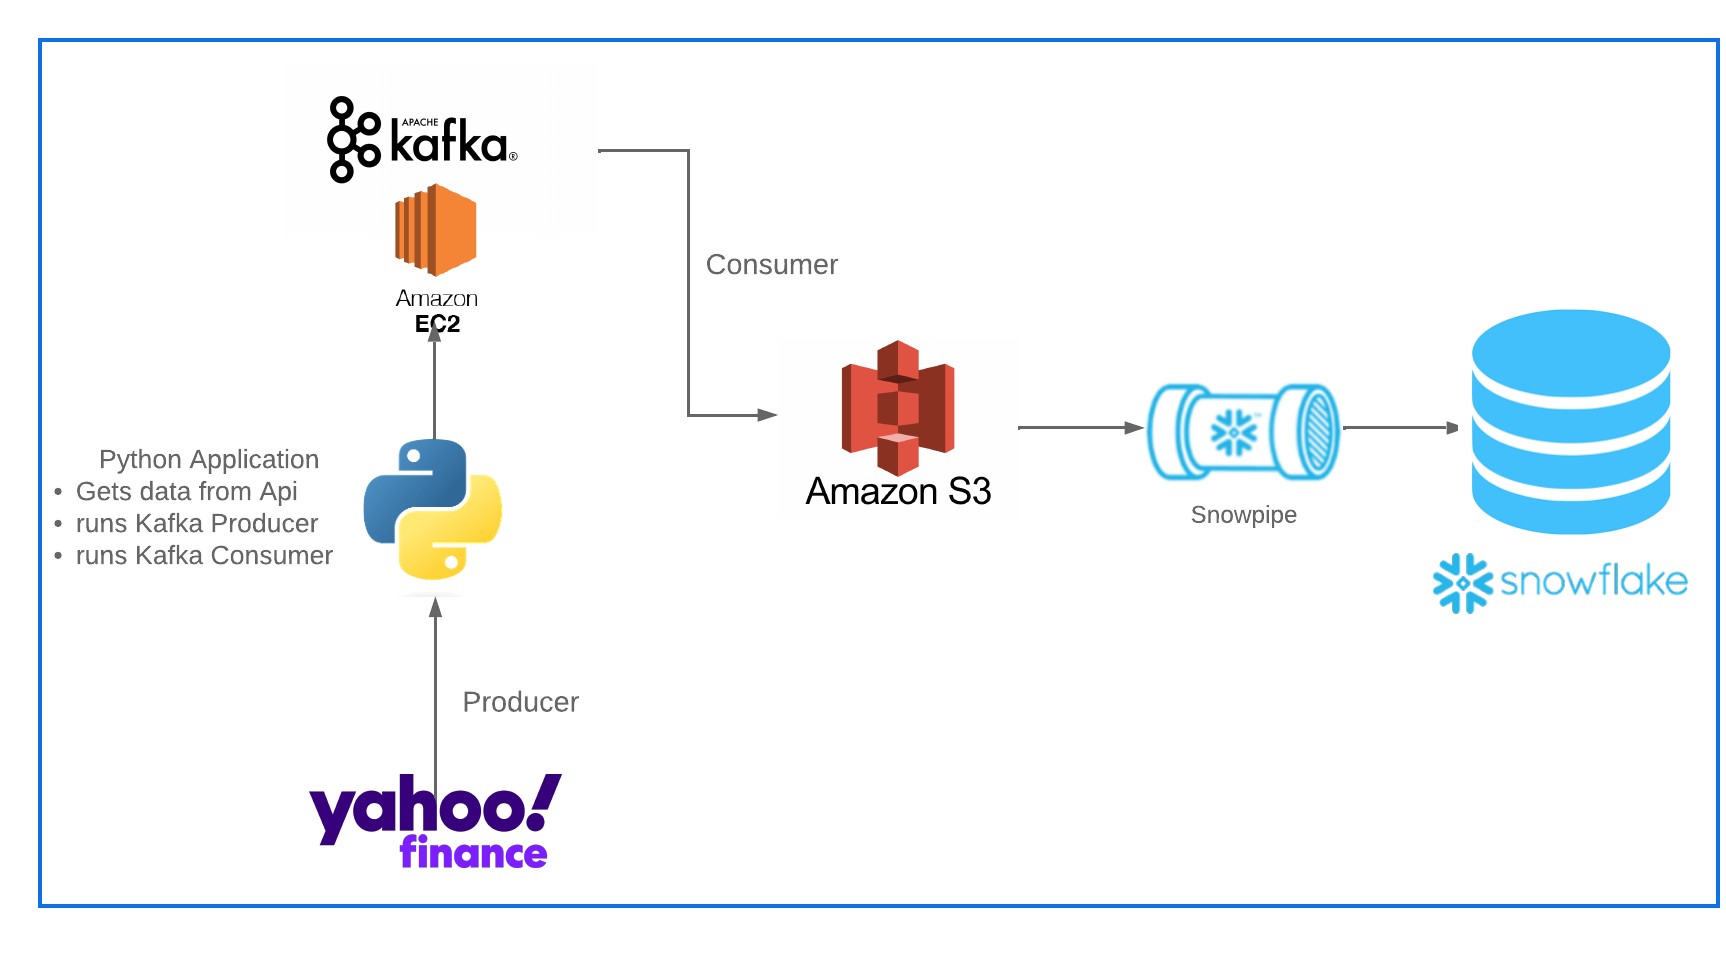 APACHE
kafka®
Amazon
EC2
Consumer
Python Application
• Gets data from Api
• runs Kafka Producer
• runs Kafka Consumer
Amazon S3
Snowpipe
snowflake
Producer
yahoo!
finance